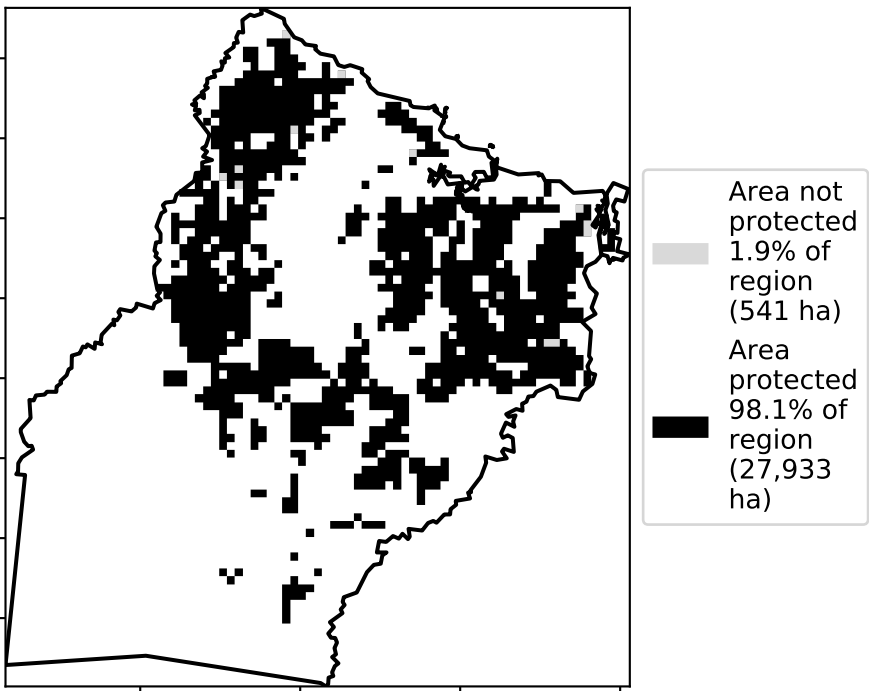 Area not
protected
1.9% of
region
(541 ha)
Area
protected
98.1% of
region
(27,933
ha)